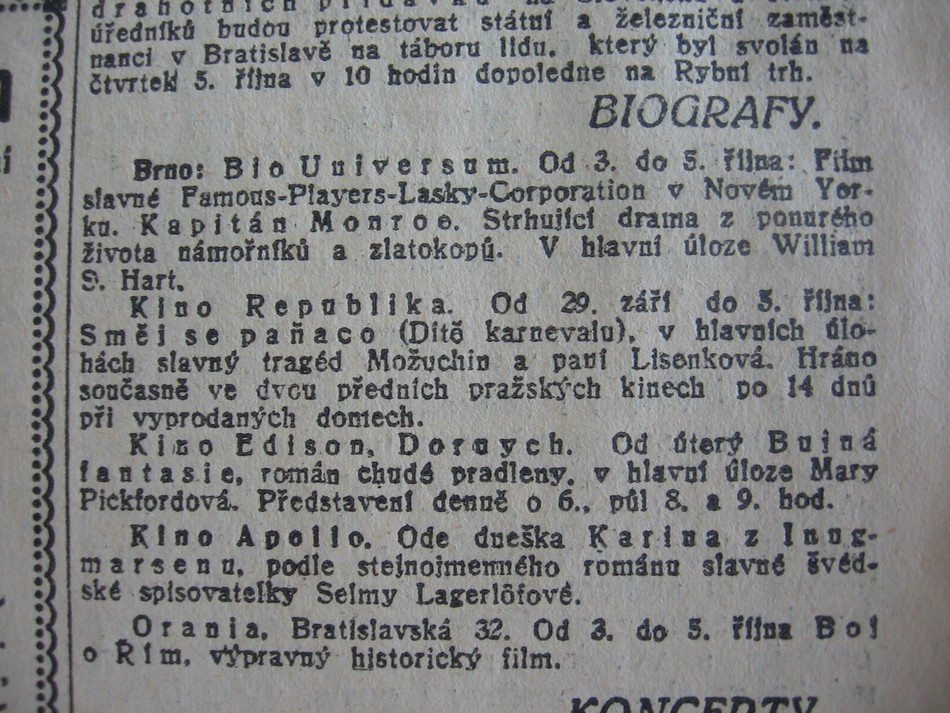 úředníků budou protestovat státní a železniční zaměst-
nanci v Bratislavě na táboru lidu, který byl svolán na
čtvrtek 5. října v 10 hodin dopoledne na Rybní trh.
BIOGRAFY.
Brno: Bio Universum. Od 3. do 5. října: Film
slavné Famous-Players-Lasky-Corporation v Novém Yor-
ku. Kapitán Monroe. Strhující drama z ponurého
života námořníků a zlatokopů. V hlavní úloze William
S. Hart.
Kino Republika. Od 29. září do 5. října:
Směj se paňaco (Dítě karnevalu), v hlavních úlo-
hách slavný tragéd Možuchin a paní Lisenková. Hráno
současně ve dvou předních pražských kinech po 14 dnů
při vyprodaných domech.
Kino Edison, Dornych. Od úterý Bujná
fantasie, román chudé pradleny, v hlavní úloze Mary
Pickfordová. Představení denně o 6., půl 8. a 9. hod.
Kino Apollo. Ode dneška Karina z Inng-
marsenu, podle stejnojmenného románu slavné švéd-
ské spisovatelky Selmy Lagerlöfové.
Orania, Bratislavská 32. Od 3. do 5. října Boj
o Řím, výpravný historický film.
KONCERTY